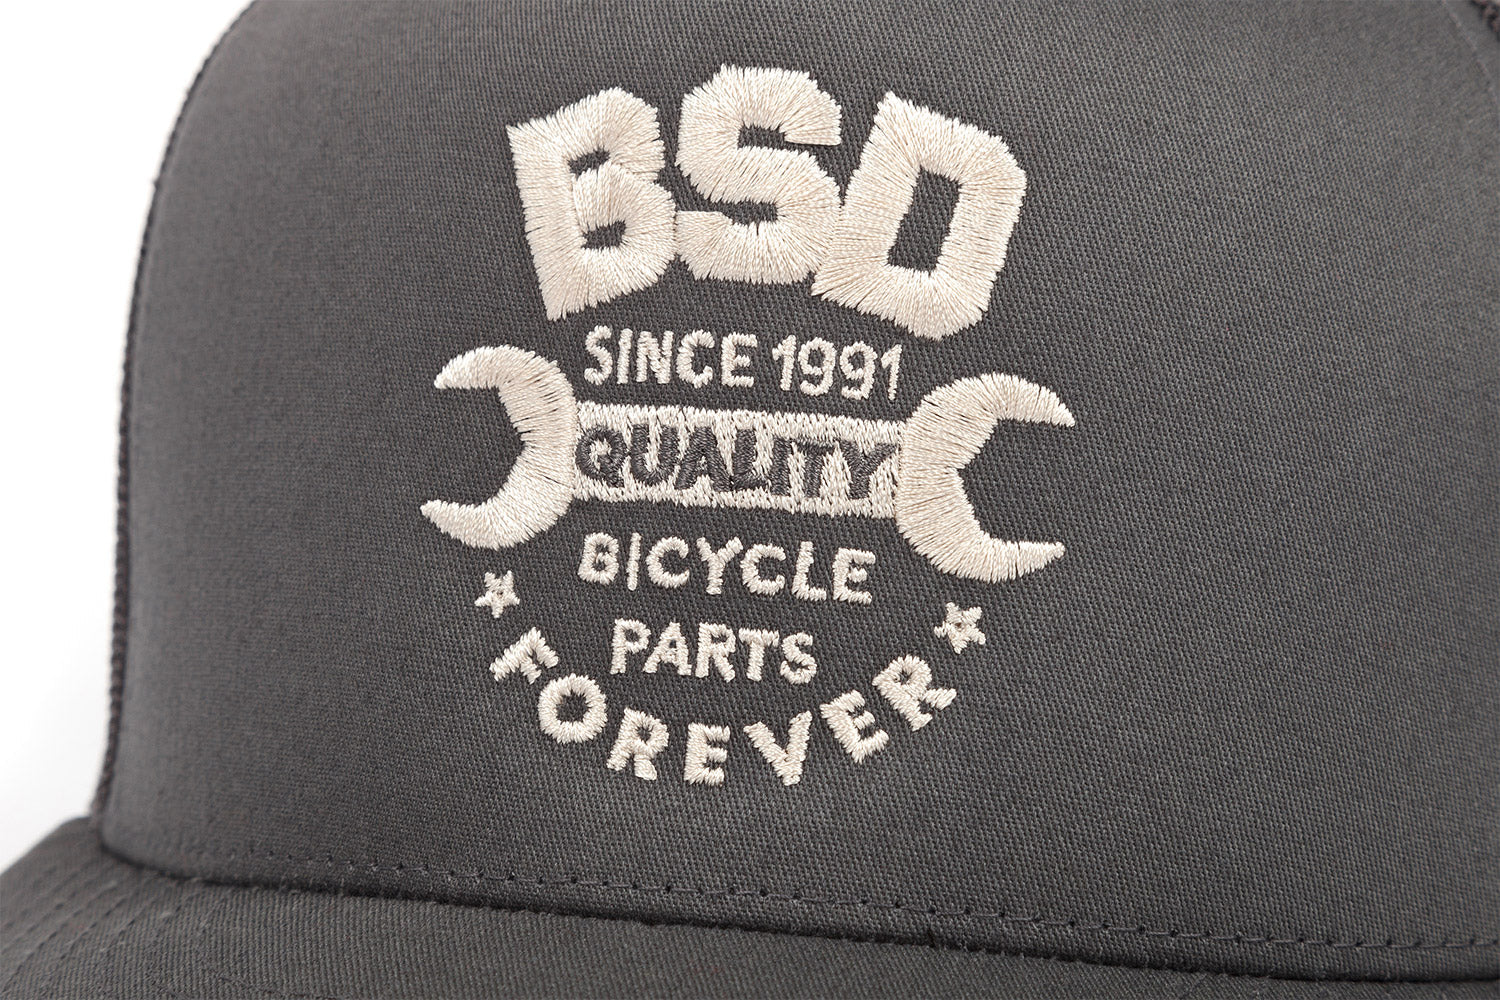 BSD
SINCE 1991
QUALITY
BICYCLE
PARTS
FOREVER